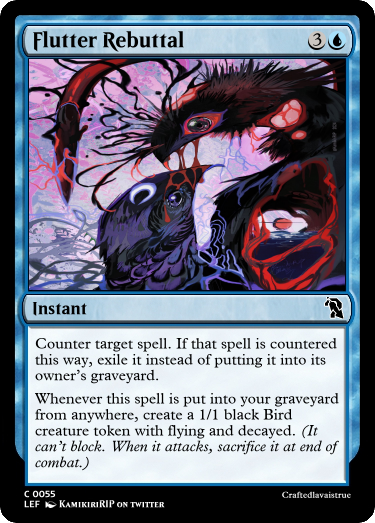 Flutter Rebuttal 3
Instant
Counter target spell. If that spell is countered
this way, exile it instead of putting it into its
owner's graveyard.
Whenever this spell is put into your graveyard
from anywhere, create a 1/1 black Bird
creature token with flying and decayed. (It
can't block. When it attacks, sacrifice it at end of
combat.)
C 0055
LEF KamikiriRIP on twitter
Craftedlavaistrue